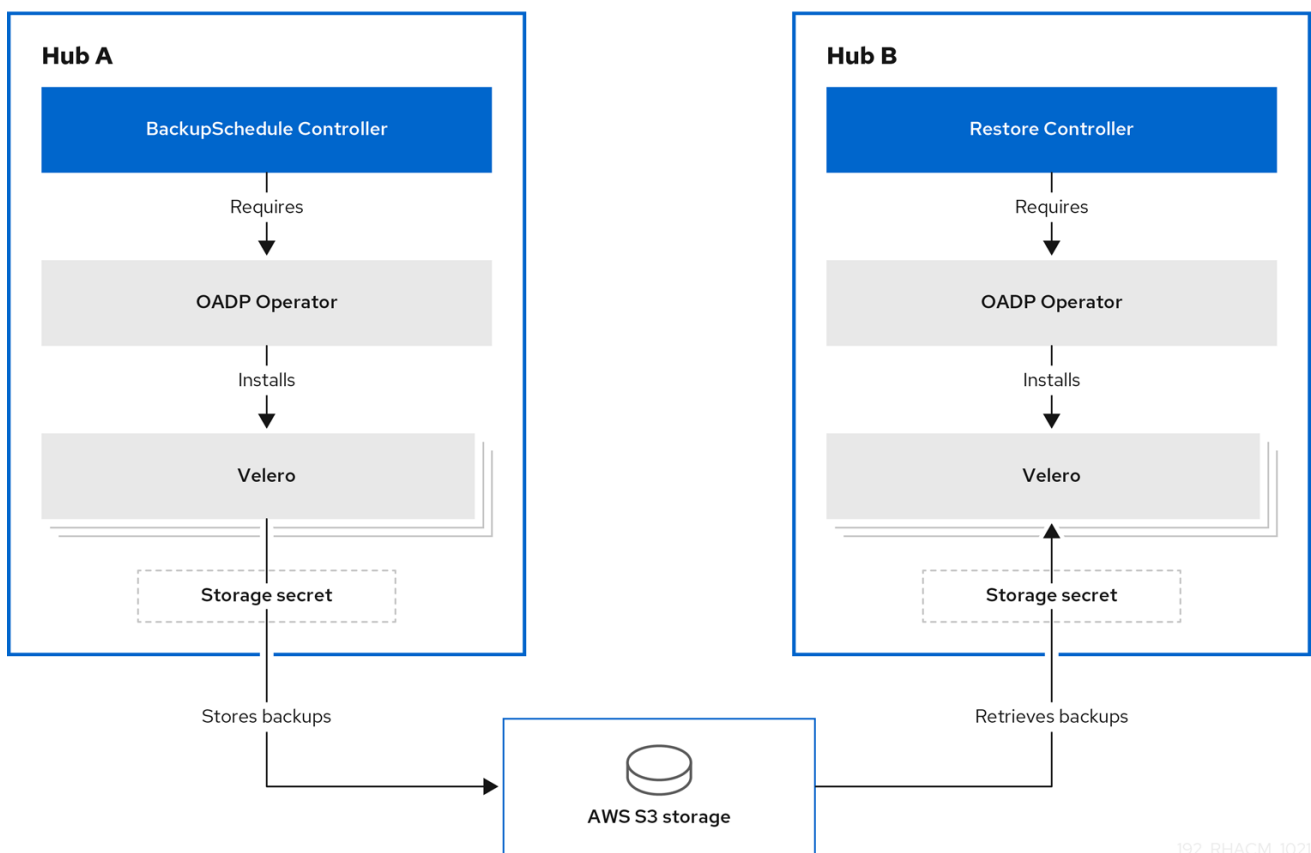 Hub A
BackupSchedule Controller
Requires
OADP Operator
Installs
Velero
Storage secret
Stores backups
Hub B
Restore Controller
Requires
OADP Operator
Installs
Velero
Storage secret
Retrieves backups
AWS S3 storage
192_RHACM_1021